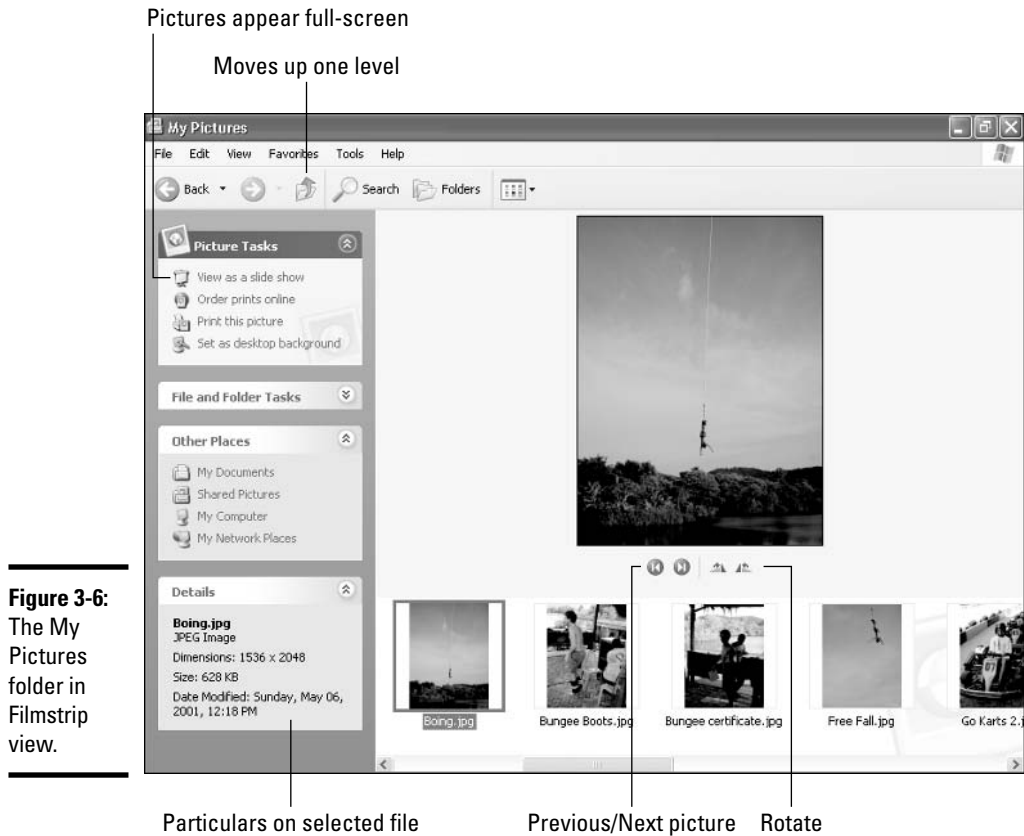 Pictures appear full-screen
Moves up one level
My Pictures
File Edit View Favorites Tools Help
Back Search Folders
Picture Tasks
View as a slide show
Order prints online
Print this picture
Set as desktop background
File and Folder Tasks
Other Places
My Documents
Shared Pictures
My Computer
My Network Places
Details
Boing.jpg
JPEG Image
Dimensions: 1536 x 2048
Size: 628 KB
Date Modified: Sunday, May 06,
2001, 12:18 PM
Boing.jpg Bungee Boots.jpg Bungee certificate.jpg Free Fall.jpg Go Karts 2.j
Figure 3-6:
The My
Pictures
folder in
Filmstrip
view.
Particulars on selected file Previous/Next picture Rotate